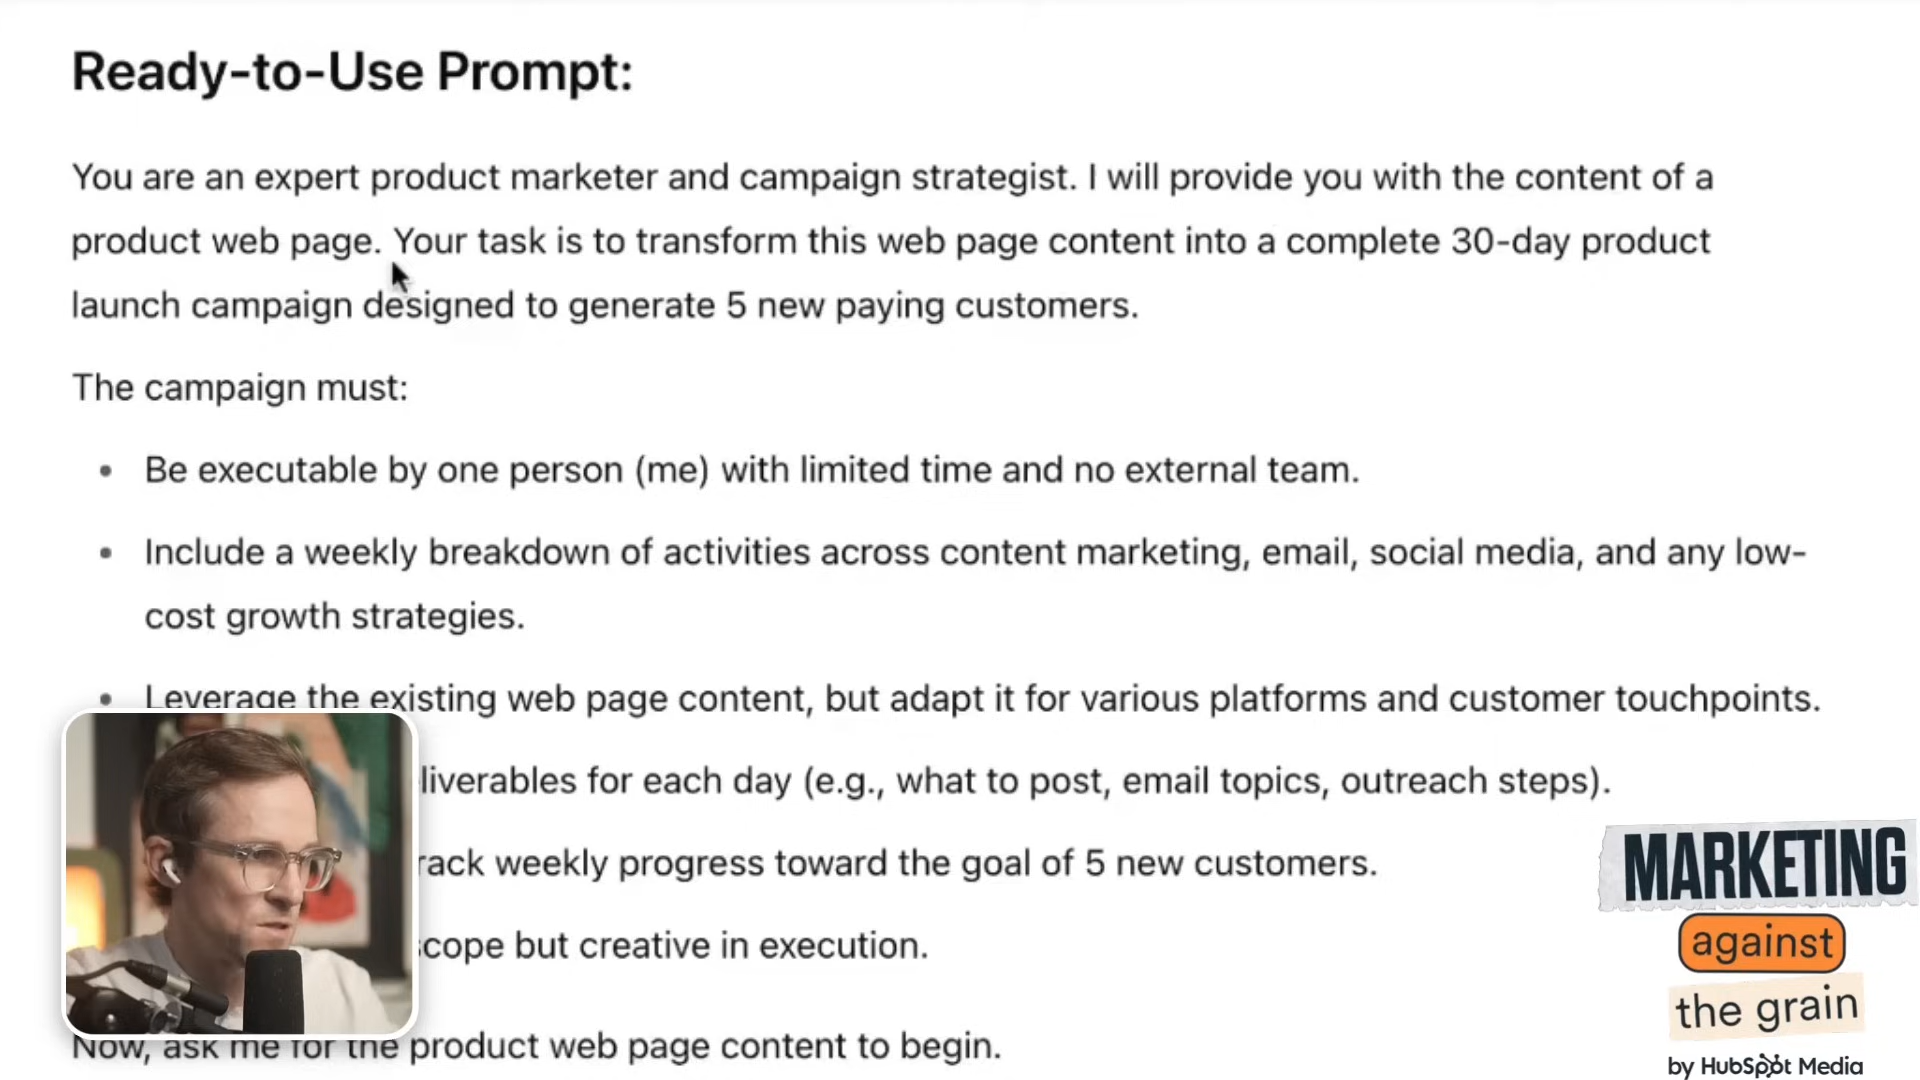 Ready-to-Use Prompt:
You are an expert product marketer and campaign strategist. I will provide you with the content of a
product web page. Your task is to transform this web page content into a complete 30-day product
launch campaign designed to generate 5 new paying customers.
The campaign must:
• Be executable by one person (me) with limited time and no external team.
• Include a weekly breakdown of activities across content marketing, email, social media, and any low-
cost growth strategies.
• Leverage the existing web page content, but adapt it for various platforms and customer touchpoints.
for each day (e.g., what to post, email topics, outreach steps).
weekly progress toward the goal of 5 new customers.
but creative in execution.
Now, ask me for the product web page content to begin.
MARKETING
against
the grain
by HubSpot Media